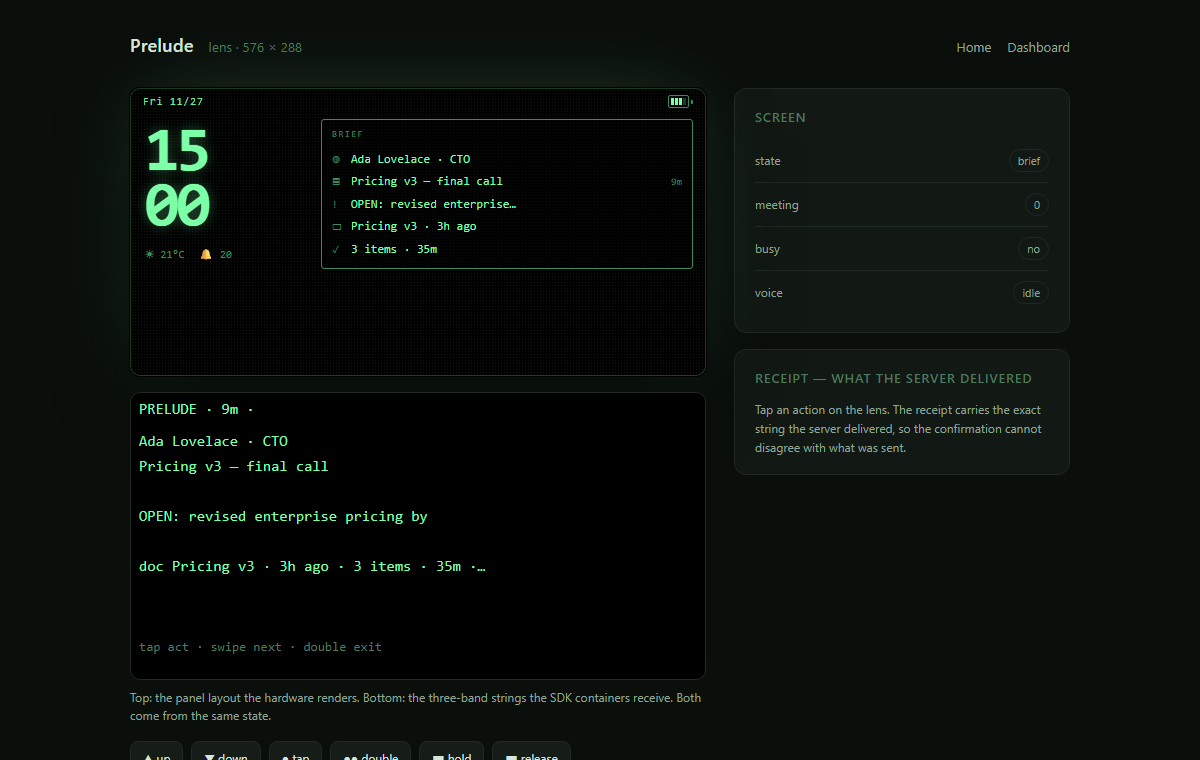 Prelude lens · 576 × 288
Home Dashboard
Fri 11/27
15
00
21°C 20
BRIEF
Ada Lovelace · CTO
Pricing v3 — final call 9m
! OPEN: revised enterprise…
Pricing v3 · 3h ago
✓ 3 items · 35m
PRELUDE · 9m ·
Ada Lovelace · CTO
Pricing v3 — final call
OPEN: revised enterprise pricing by
doc Pricing v3 · 3h ago · 3 items · 35m ·…
tap act · swipe next · double exit
Top: the panel layout the hardware renders. Bottom: the three-band strings the SDK containers receive. Both
come from the same state.
▲ up ▼ down ● tap ●● double ■ hold ■ release
SCREEN
state brief
meeting 0
busy no
voice idle
RECEIPT — WHAT THE SERVER DELIVERED
Tap an action on the lens. The receipt carries the exact
string the server delivered, so the confirmation cannot
disagree with what was sent.